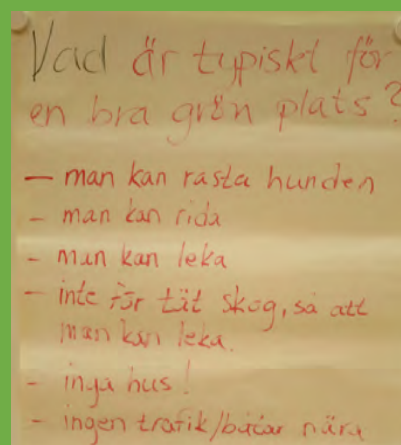 Vad är typiskt för
en bra grön plats?
- man kan rasta hunden
- man kan rida
- man kan leka
- inte för tät skog, så att
man kan leka.
- inga hus!
- ingen trafik/båtar nära